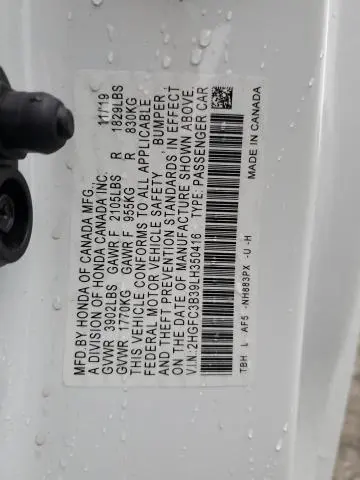 MFD.BY HONDA OF CANADA MFG.
A DIVISION OF HONDA CANADA INC. 11/19
GVWR 3902LBS GAWR F 2105LBS R 1829LBS
GVWR 1770KG GAWR F 955KG R 830KG
THIS VEHICLE CONFORMS TO ALL APPLICABLE
FEDERAL MOTOR VEHICLE SAFETY, BUMPER,
AND THEFT PREVENTION STANDARDS IN EFFECT
ON THE DATE OF MANUFACTURE SHOWN ABOVE.
V.I.N: 2HGFC3B39LH350416 TYPE: PASSENGER CAR
TBH L AF5 -NH883PX -U -H MADE IN CANADA